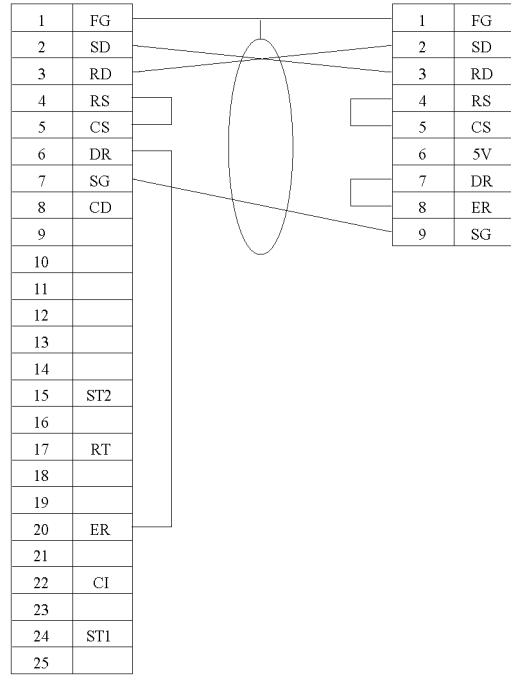 1 FG 1 FG
2 SD 2 SD
3 RD 3 RD
4 RS 4 RS
5 CS 5 CS
6 DR 6 5V
7 SG 7 DR
8 CD 8 ER
9 9 SG
10
11
12
13
14
15 ST2
16
17 RT
18
19
20 ER
21
22 CI
23
24 ST1
25